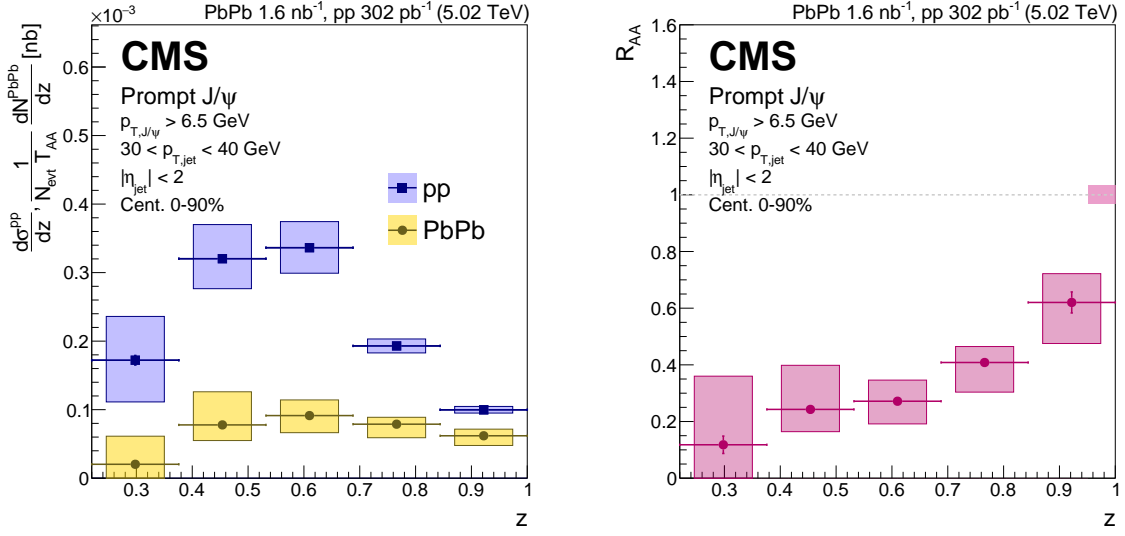 PbPb 1.6 nb⁻¹, pp 302 pb⁻¹ (5.02 TeV)
×10⁻³
CMS
Prompt J/ψ
p_T,J/ψ > 6.5 GeV
30 < p_T,jet < 40 GeV
|η_jet| < 2
Cent. 0-90%
pp
PbPb
dσ^pp/dz, 1/(N_evt T_AA) dN^PbPb/dz [nb]
0.6
0.5
0.4
0.3
0.2
0.1
0
0.3 0.4 0.5 0.6 0.7 0.8 0.9 1
z
PbPb 1.6 nb⁻¹, pp 302 pb⁻¹ (5.02 TeV)
R_AA
CMS
Prompt J/ψ
p_T,J/ψ > 6.5 GeV
30 < p_T,jet < 40 GeV
|η_jet| < 2
Cent. 0-90%
1.6
1.4
1.2
1
0.8
0.6
0.4
0.2
0
0.3 0.4 0.5 0.6 0.7 0.8 0.9 1
z